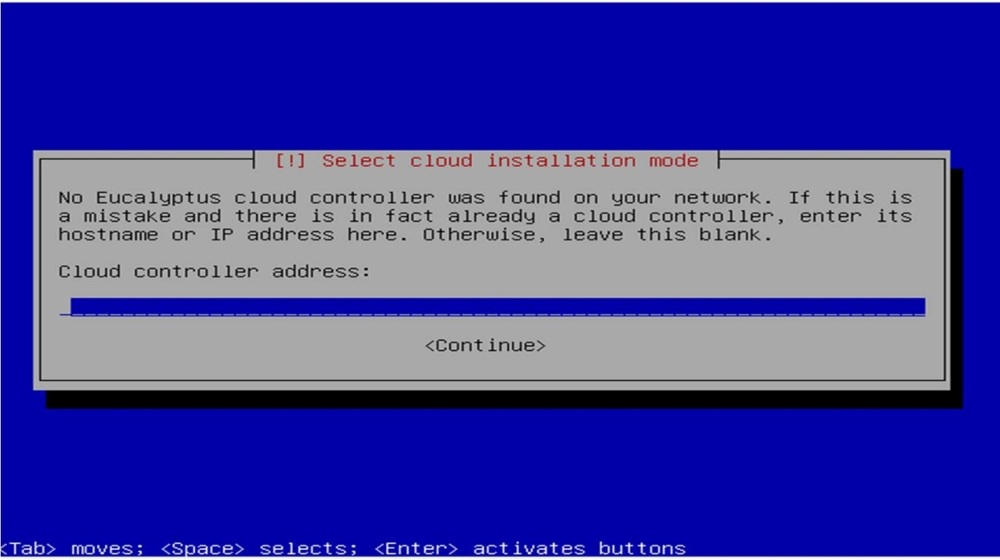 [!] Select cloud installation mode
No Eucalyptus cloud controller was found on your network. If this is
a mistake and there is in fact already a cloud controller, enter its
hostname or IP address here. Otherwise, leave this blank.
Cloud controller address:
<Continue>
<Tab> moves; <Space> selects; <Enter> activates buttons